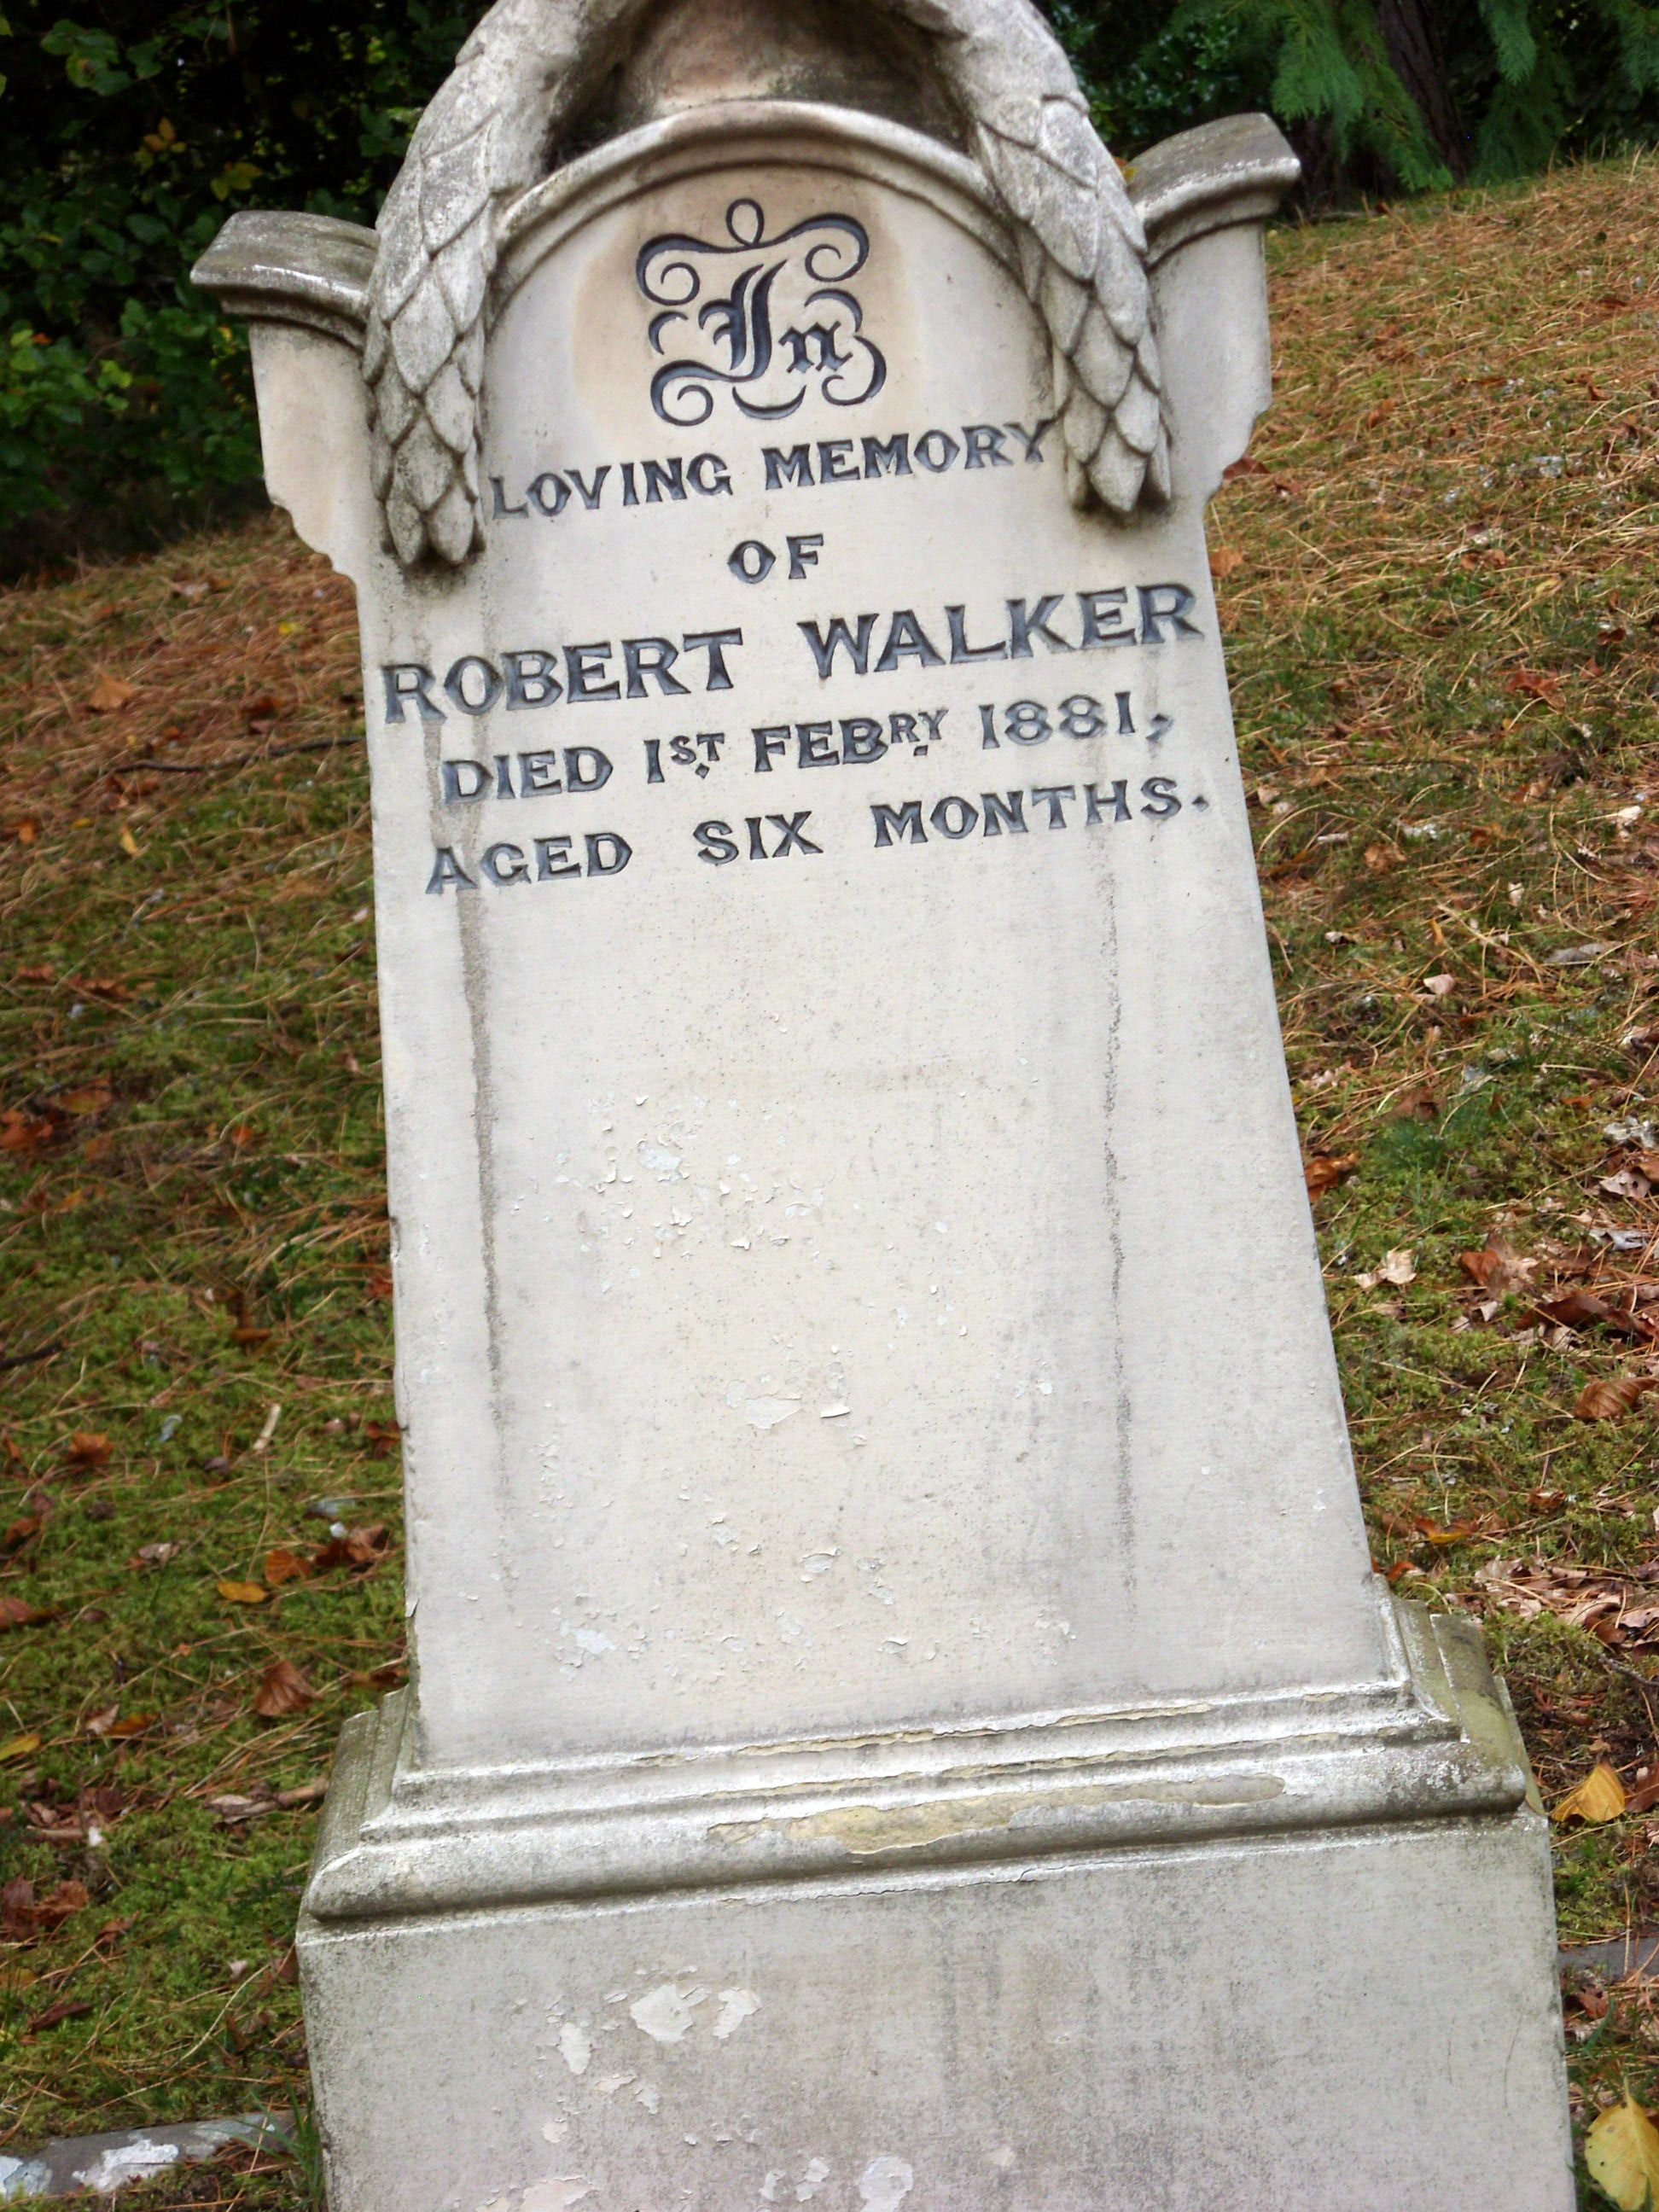 In
LOVING MEMORY
OF
ROBERT WALKER
DIED 1ST. FEBRY. 1881,
AGED SIX MONTHS.